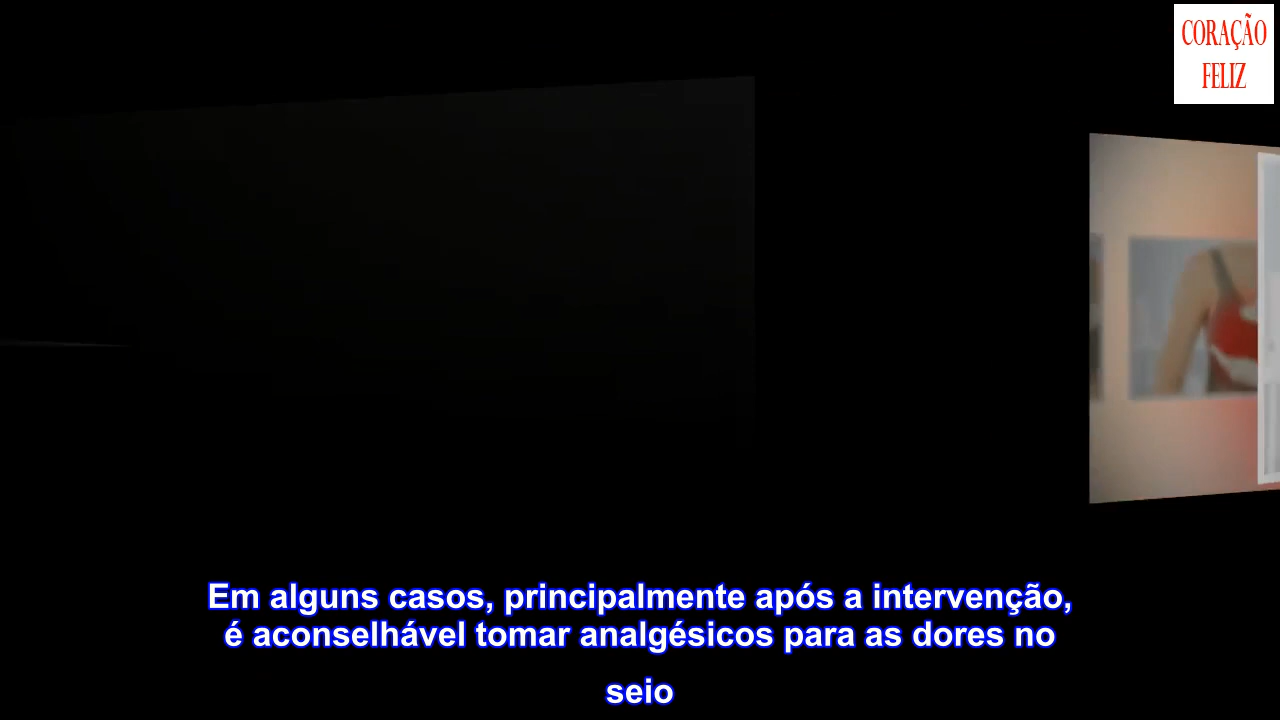 CORAÇÃO
FELIZ
Em alguns casos, principalmente após a intervenção,
é aconselhável tomar analgésicos para as dores no
seio